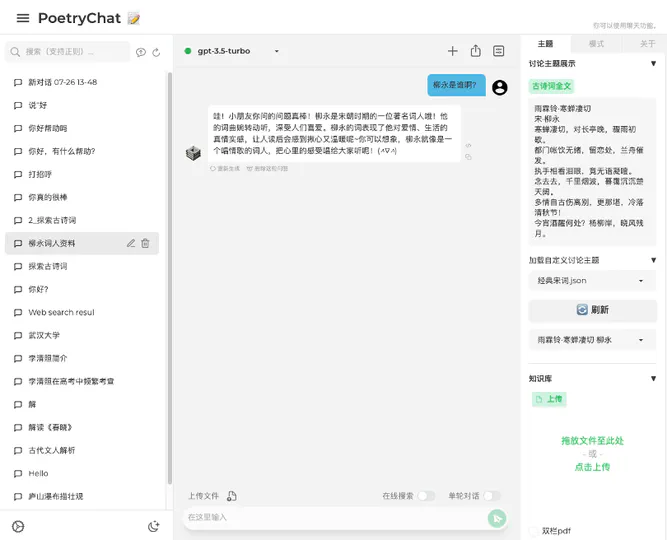 PoetryChat
你可以使用聊天功能。
搜索（支持正则）...
新对话 07-26 13-48
说"好
你好帮助吗
你好，有什么帮助?
打招呼
你真的很棒
2_探索古诗词
柳永词人资料
探索古诗词
你好?
Web search resul
武汉大学
李清照简介
李清照在高考中频繁考查
解
解读《春晓》
古代文人解析
Hello
庐山瀑布描壮观
gpt-3.5-turbo
柳永是谁啊?
哇！小朋友你问的问题真棒！柳永是宋朝时期的一位著名词人哦！他
的词曲婉转动听，深受人们喜爱。柳永的词表现了他对爱情、生活的
真情实感，让人读后会感到揪心又温暖呢~你可以想象，柳永就像是一
个唱情歌的词人，把心里的感受唱给大家听呢！(^∇^)
重新生成
上传文件
在线搜索
单轮对话
在这里输入
主题
模式
关于
讨论主题展示
古诗词全文
雨霖铃·寒蝉凄切
宋·柳永
寒蝉凄切，对长亭晚，骤雨初
歇。
都门帐饮无绪，留恋处，兰舟催
发。
执手相看泪眼，竟无语凝噎。
念去去，千里烟波，暮霭沉沉楚
天阔。
多情自古伤离别，更那堪，冷落
清秋节！
今宵酒醒何处？杨柳岸，晓风残
月。
加载自定义讨论主题
经典宋词.json
刷新
雨霖铃·寒蝉凄切 柳永
知识库
上传
拖放文件至此处
- 或 -
点击上传
双栏pdf